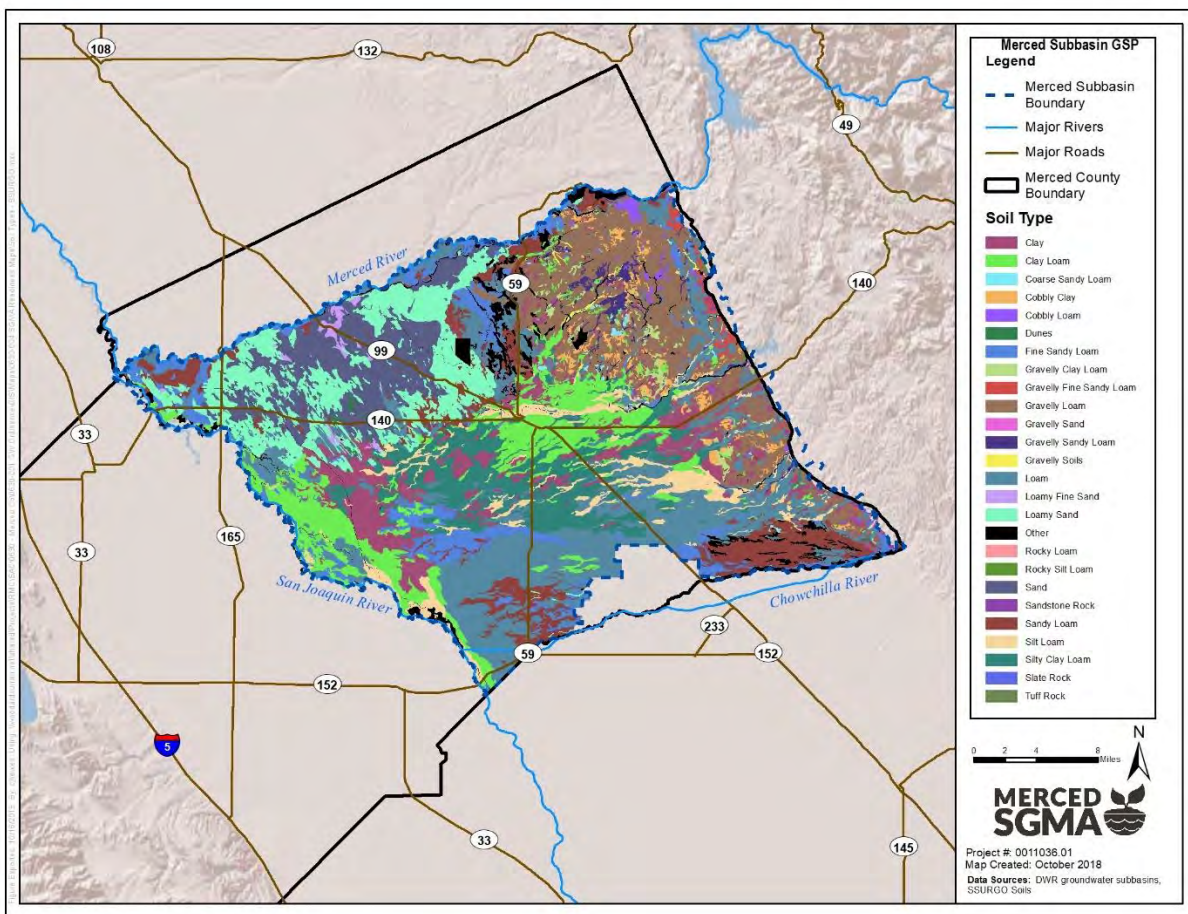 108
132
49
Merced River
59
140
99
140
33
165
33
San Joaquin River
Chowchilla River
233
59
152
152
5
33
145
Merced Subbasin GSP
Legend
Merced Subbasin
Boundary
Major Rivers
Major Roads
Merced County
Boundary
Soil Type
Clay
Clay Loam
Coarse Sandy Loam
Cobbly Clay
Cobbly Loam
Dunes
Fine Sandy Loam
Gravelly Clay Loam
Gravelly Fine Sandy Loam
Gravelly Loam
Gravelly Sand
Gravelly Sandy Loam
Gravelly Soils
Loam
Loamy Fine Sand
Loamy Sand
Other
Rocky Loam
Rocky Silt Loam
Sand
Sandstone Rock
Sandy Loam
Silt Loam
Silty Clay Loam
Slate Rock
Tuff Rock
N
0 2 4 8
Miles
MERCED
SGMA
Project #: 0011036.01
Map Created: October 2018
Data Sources: DWR groundwater subbasins,
SSURGO Soils